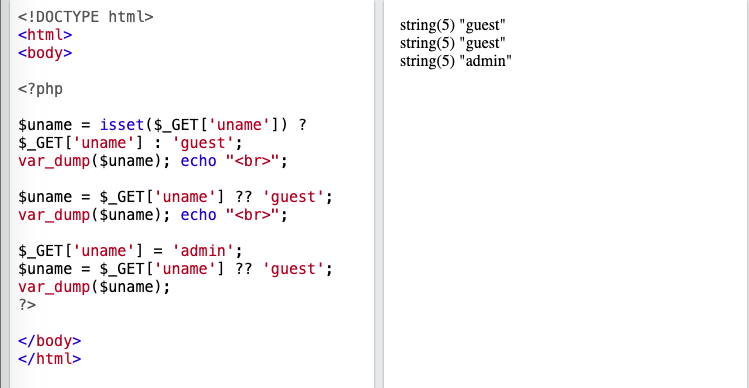 <!DOCTYPE html>
<html>
<body>
<?php
$uname = isset($_GET['uname']) ?
$_GET['uname'] : 'guest';
var_dump($uname); echo "<br>";
$uname = $_GET['uname'] ?? 'guest';
var_dump($uname); echo "<br>";
$_GET['uname'] = 'admin';
$uname = $_GET['uname'] ?? 'guest';
var_dump($uname);
?>
</body>
</html>
string(5) "guest"
string(5) "guest"
string(5) "admin"